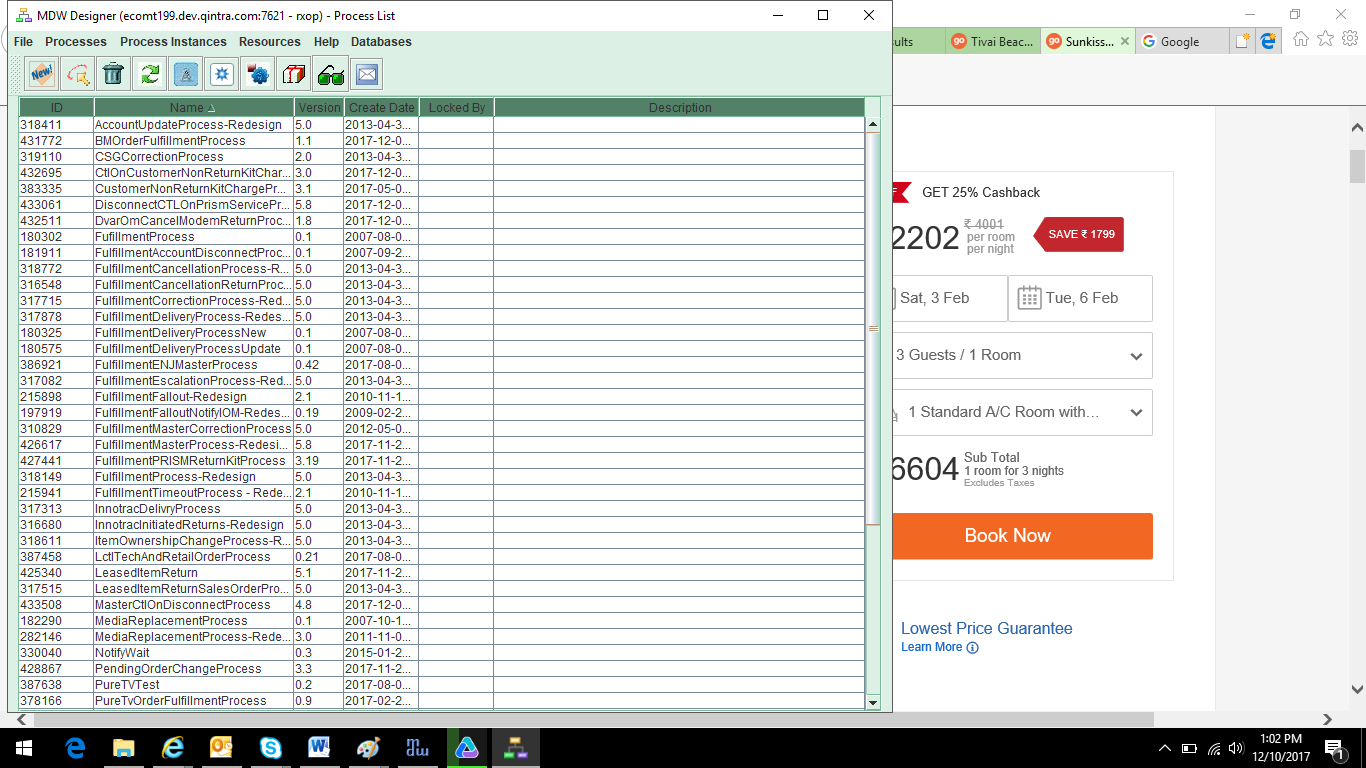 MDW Designer (ecomt199.dev.qintra.com:7621 - rxop) - Process List
File Processes Process Instances Resources Help Databases
New!
ID Name Version Create Date Locked By Description
318411 AccountUpdateProcess-Redesign 5.0 2013-04-3...
431772 BMOrderFulfillmentProcess 1.1 2017-12-0...
319110 CSGCorrectionProcess 2.0 2013-04-3...
432695 CtlOnCustomerNonReturnKitChar... 3.0 2017-12-0...
383335 CustomerNonReturnKitChargePr... 3.1 2017-05-0...
433061 DisconnectCTLOnPrismServicePr... 5.8 2017-12-0...
432511 DvarOmCancelModemReturnProc... 1.8 2017-12-0...
180302 FufillmentProcess 0.1 2007-08-0...
181911 FulfillmentAccountDisconnectProc... 0.1 2007-09-2...
318772 FulfillmentCancellationProcess-R... 5.0 2013-04-3...
316548 FulfillmentCancellationReturnProc... 5.0 2013-04-3...
317715 FulfillmentCorrectionProcess-Red... 5.0 2013-04-3...
317878 FulfillmentDeliveryProcess-Redes... 5.0 2013-04-3...
180325 FulfillmentDeliveryProcessNew 0.1 2007-08-0...
180575 FulfillmentDeliveryProcessUpdate 0.1 2007-08-0...
386921 FulfillmentENJMasterProcess 0.42 2017-08-0...
317082 FulfillmentEscalationProcess-Red... 5.0 2013-04-3...
215898 FulfillmentFallout-Redesign 2.1 2010-11-1...
197919 FulfillmentFalloutNotifyIOM-Redes... 0.19 2009-02-2...
310829 FulfillmentMasterCorrectionProcess 5.0 2012-05-0...
426617 FulfillmentMasterProcess-Redesi... 5.8 2017-11-2...
427441 FulfillmentPRISMReturnKitProcess 3.19 2017-11-2...
318149 FulfillmentProcess-Redesign 5.0 2013-04-3...
215941 FulfillmentTimeoutProcess - Rede... 2.1 2010-11-1...
317313 InnotracDelivryProcess 5.0 2013-04-3...
316680 InnotracInitiatedReturns-Redesign 5.0 2013-04-3...
318611 ItemOwnershipChangeProcess-R... 5.0 2013-04-3...
387458 LctlTechAndRetailOrderProcess 0.21 2017-08-0...
425340 LeasedItemReturn 5.1 2017-11-2...
317515 LeasedItemReturnSalesOrderPro... 5.0 2013-04-3...
433508 MasterCtlOnDisconnectProcess 4.8 2017-12-0...
182290 MediaReplacementProcess 0.1 2007-10-1...
282146 MediaReplacementProcess-Rede... 3.0 2011-11-0...
330040 NotifyWait 0.3 2015-01-2...
428867 PendingOrderChangeProcess 3.3 2017-11-2...
387638 PureTVTest 0.2 2017-08-0...
378166 PureTvOrderFulfillmentProcess 0.9 2017-02-2...
ults go Tivai Beac... go Sunkiss... Google
GET 25% Cashback
2202 ₹ 4001 per room per night SAVE ₹ 1799
Sat, 3 Feb Tue, 6 Feb
3 Guests / 1 Room
1 Standard A/C Room with...
6604 Sub Total
1 room for 3 nights
Excludes Taxes
Book Now
Lowest Price Guarantee
Learn More
1:02 PM
12/10/2017
1